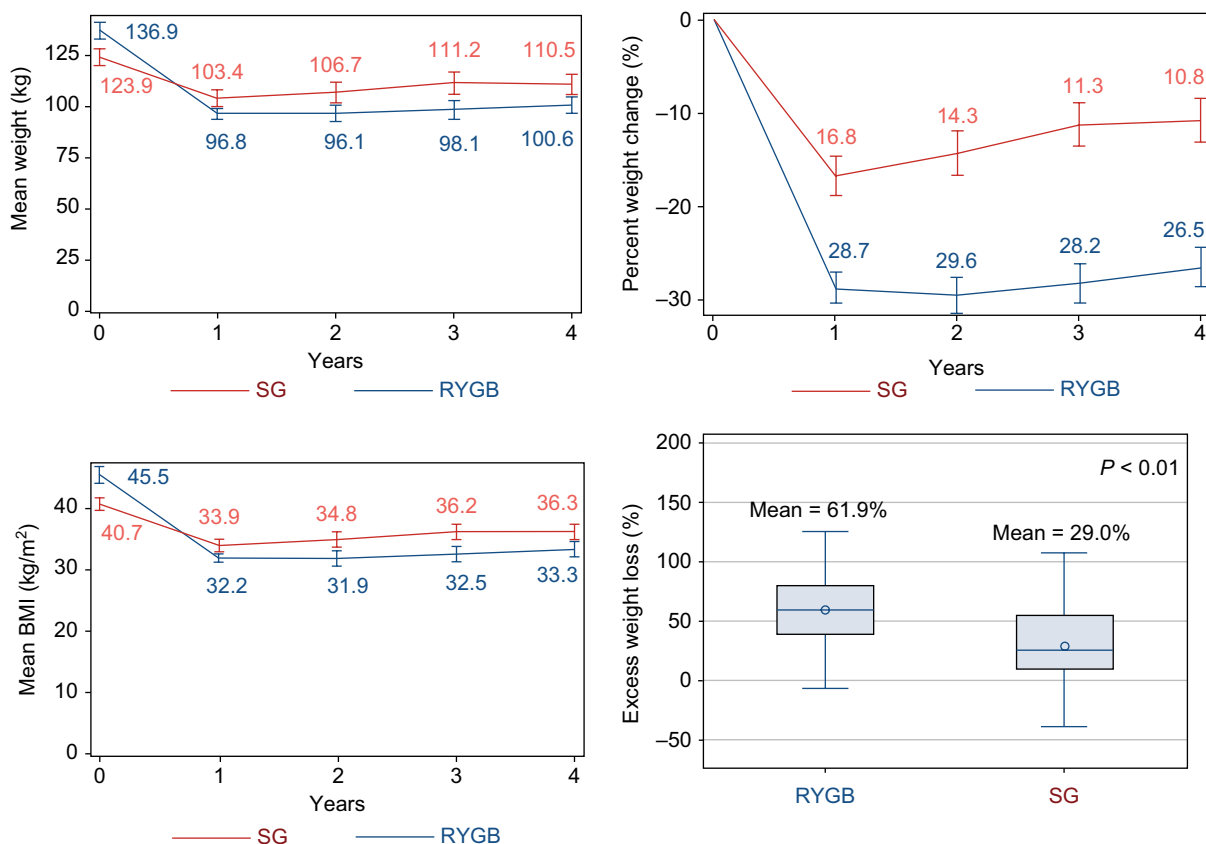 Mean weight (kg)
125
100
75
50
25
0
136.9
123.9
103.4
106.7
111.2
110.5
96.8
96.1
98.1
100.6
0 1 2 3 4
Years
SG RYGB
Percent weight change (%)
0
–10
–20
–30
16.8
14.3
11.3
10.8
28.7
29.6
28.2
26.5
0 1 2 3 4
Years
SG RYGB
Mean BMI (kg/m²)
40
30
20
10
0
45.5
40.7
33.9
34.8
36.2
36.3
32.2
31.9
32.5
33.3
0 1 2 3 4
Years
SG RYGB
Excess weight loss (%)
200
150
100
50
0
–50
P < 0.01
Mean = 61.9%
Mean = 29.0%
RYGB SG